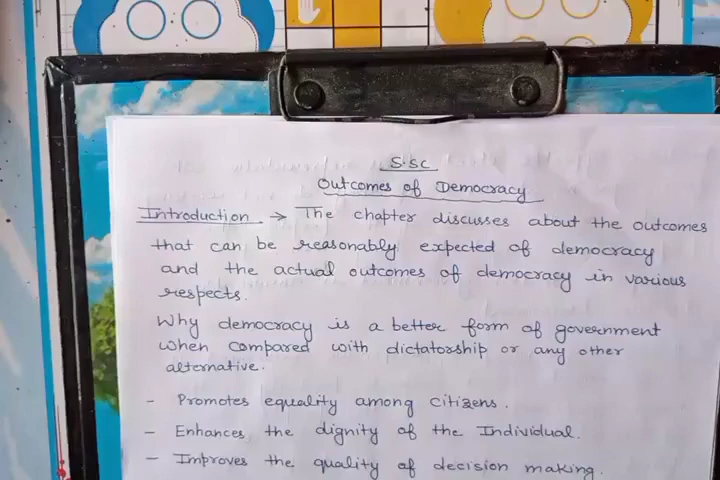 S.SC
Outcomes of Democracy
Introduction → The chapter discusses about the outcomes
that can be reasonably expected of democracy
and the actual outcomes of democracy in various
respects.
Why democracy is a better form of government
when compared with dictatorship or any other
alternative.
- Promotes equality among citizens.
- Enhances the dignity of the Individual.
- Improves the quality of decision making.